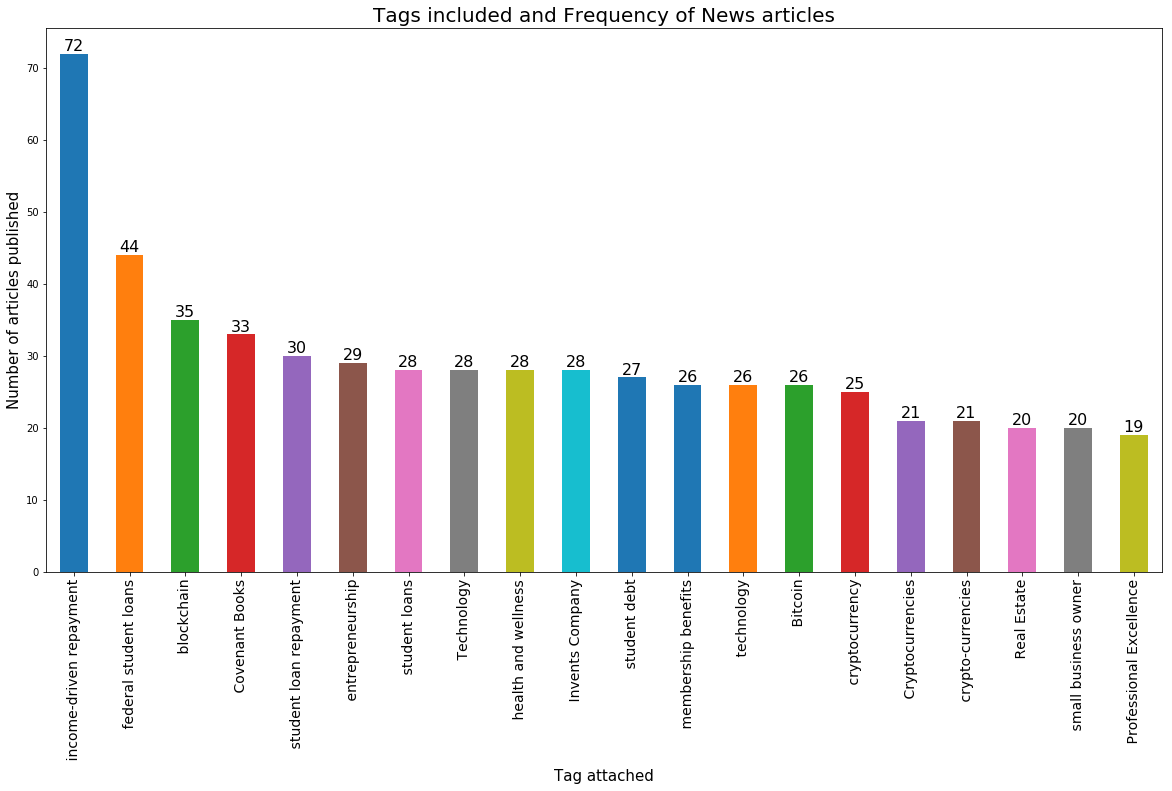 Tags included and Frequency of News articles
Number of articles published
70
60
50
40
30
20
10
0
72
44
35
33
30
29
28
28
28
28
27
26
26
26
25
21
21
20
20
19
income-driven repayment
federal student loans
blockchain
Covenant Books
student loan repayment
entrepreneurship
student loans
Technology
health and wellness
Invents Company
student debt
membership benefits
technology
Bitcoin
cryptocurrency
Cryptocurrencies
crypto-currencies
Real Estate
small business owner
Professional Excellence
Tag attached